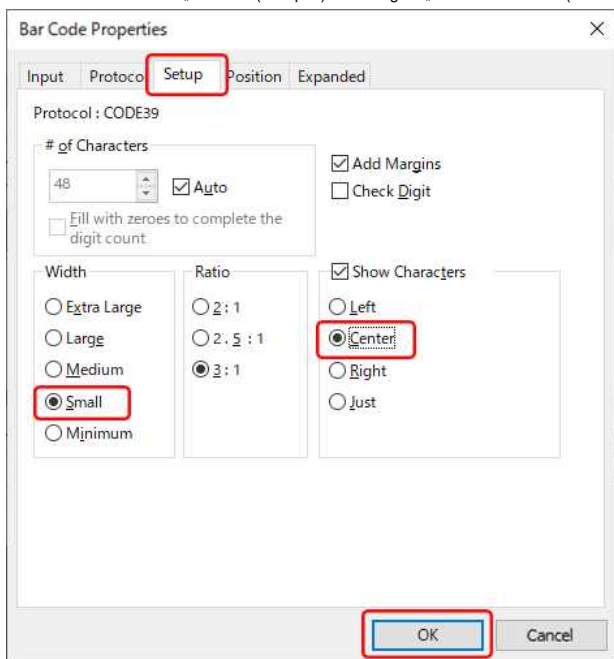 Bar Code Properties
Input Protoco Setup Position Expanded
Protocol : CODE39
# of Characters
48 Auto
Fill with zeroes to complete the
digit count
Add Margins
Check Digit
Width
Extra Large
Large
Medium
Small
Minimum
Ratio
2 : 1
2 . 5 : 1
3 : 1
Show Characters
Left
Center
Right
Just
OK Cancel